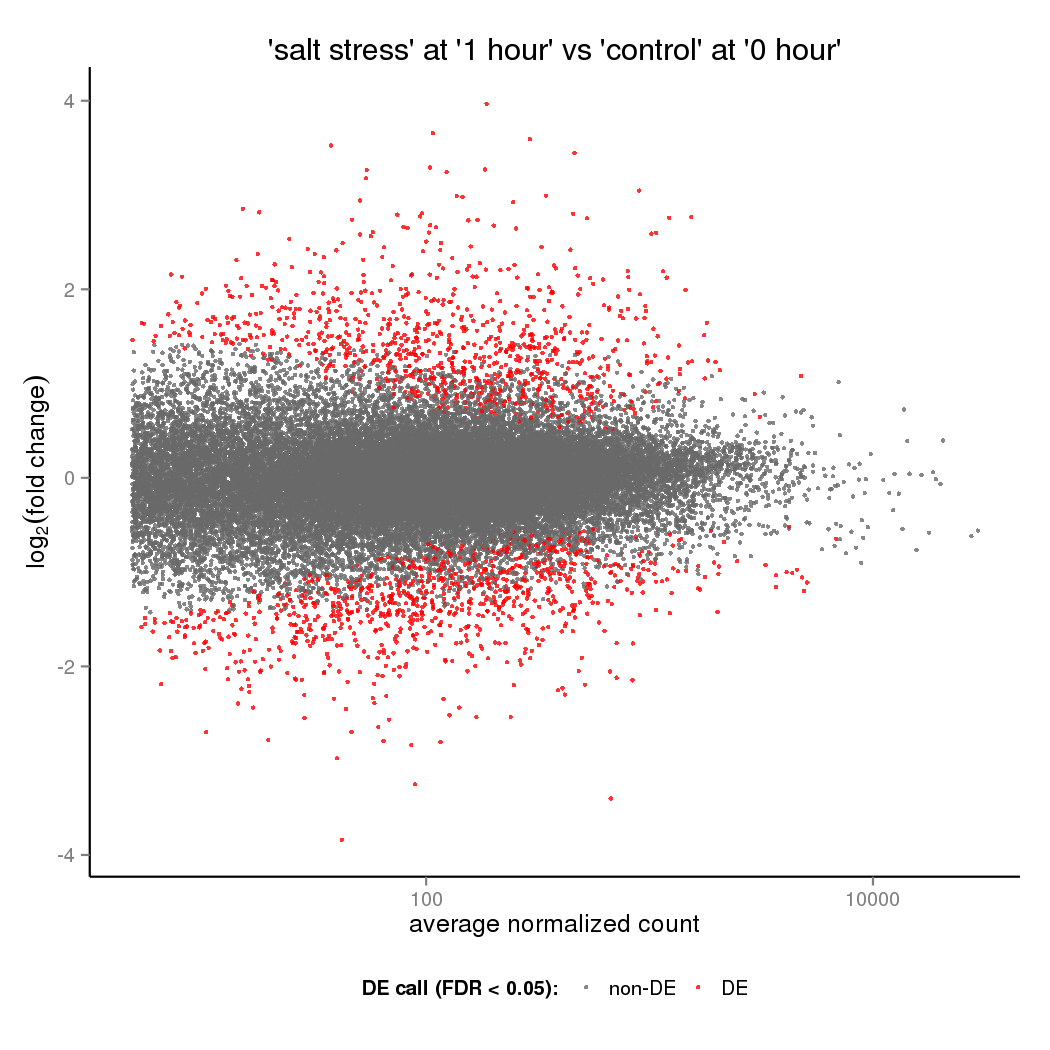 'salt stress' at '1 hour' vs 'control' at '0 hour'
4
2
0
-2
-4
log₂(fold change)
100
10000
average normalized count
DE call (FDR < 0.05): non-DE DE